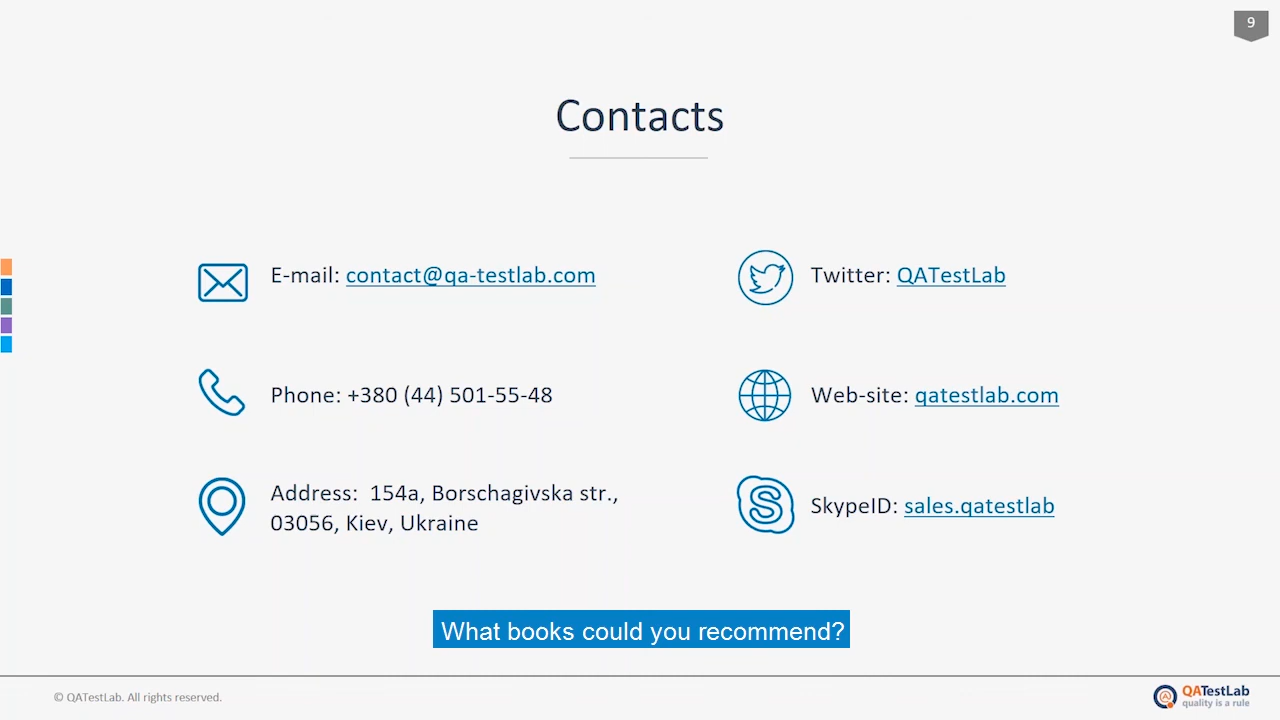 9
Contacts
E-mail: contact@qa-testlab.com
Twitter: QATestLab
Phone: +380 (44) 501-55-48
Web-site: qatestlab.com
Address:  154a, Borschagivska str.,
03056, Kiev, Ukraine
SkypeID: sales.qatestlab
What books could you recommend?
© QATestLab. All rights reserved.
QATestLab
quality is a rule